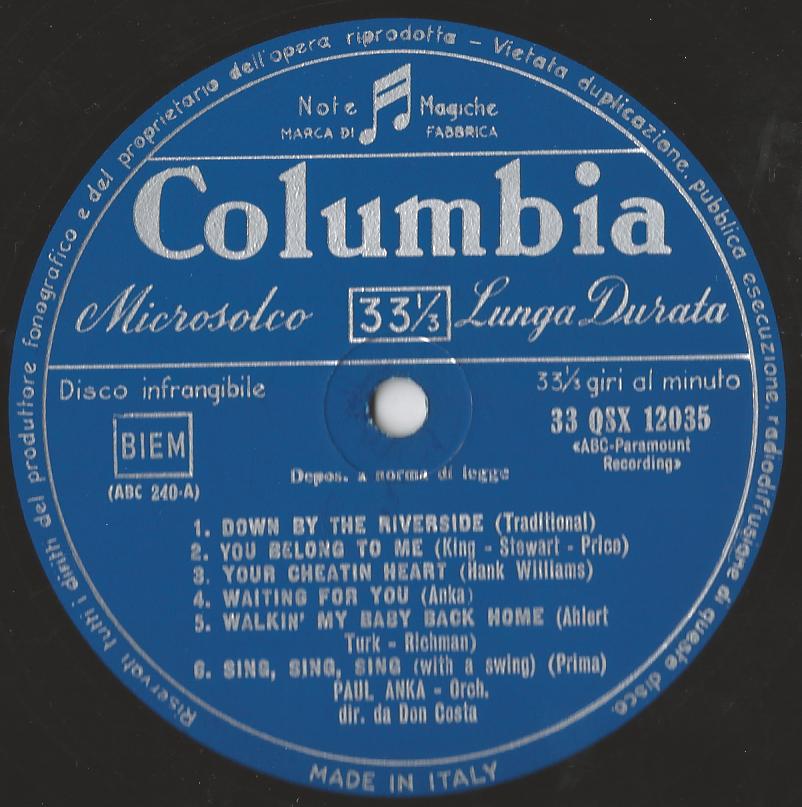 Riservati tutti i diritti del produttore fonografico e del proprietario dell'opera riprodotta - Vietata duplicazione, pubblica esecuzione, radiodiffusione di questo disco.
Note Magiche
MARCA DI FABBRICA
Columbia
Microsolco 33⅓ Lunga Durata
Disco infrangibile
33⅓ giri al minuto
BIEM
(ABC 240-A)
33 QSX 12035
«ABC-Paramount
Recording»
Depos. a norma di legge
1. DOWN BY THE RIVERSIDE (Traditional)
2. YOU BELONG TO ME (King - Stewart - Price)
3. YOUR CHEATIN HEART (Hank Williams)
4. WAITING FOR YOU (Anka)
5. WALKIN' MY BABY BACK HOME (Ahlert
Turk - Richman)
6. SING, SING, SING (with a swing) (Prima)
PAUL ANKA - Orch.
dir. da Don Costa
MADE IN ITALY